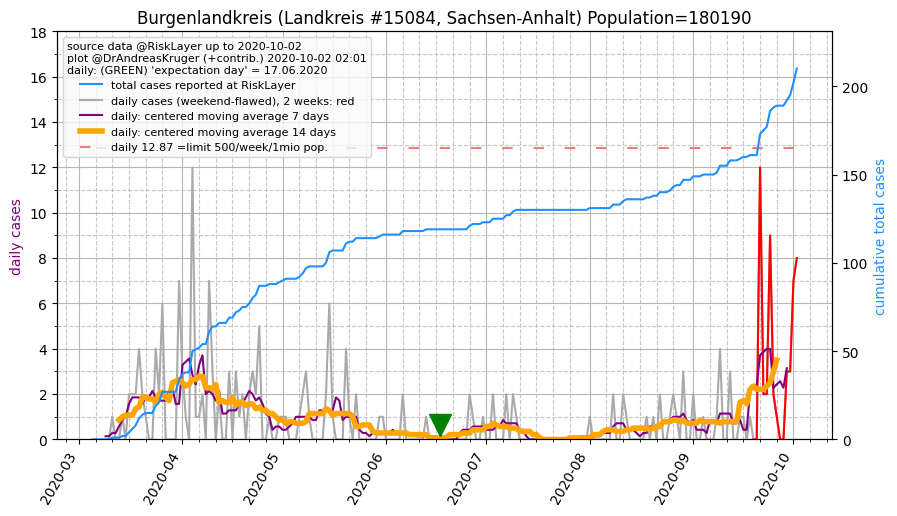 Burgenlandkreis (Landkreis #15084, Sachsen-Anhalt) Population=180190
source data @RiskLayer up to 2020-10-02
plot @DrAndreasKruger (+contrib.) 2020-10-02 02:01
daily: (GREEN) 'expectation day' = 17.06.2020
total cases reported at RiskLayer
daily cases (weekend-flawed), 2 weeks: red
daily: centered moving average 7 days
daily: centered moving average 14 days
daily 12.87 =limit 500/week/1mio pop.
daily cases
18
16
14
12
10
8
6
4
2
0
cumulative total cases
200
150
100
50
0
2020-03
2020-04
2020-05
2020-06
2020-07
2020-08
2020-09
2020-10